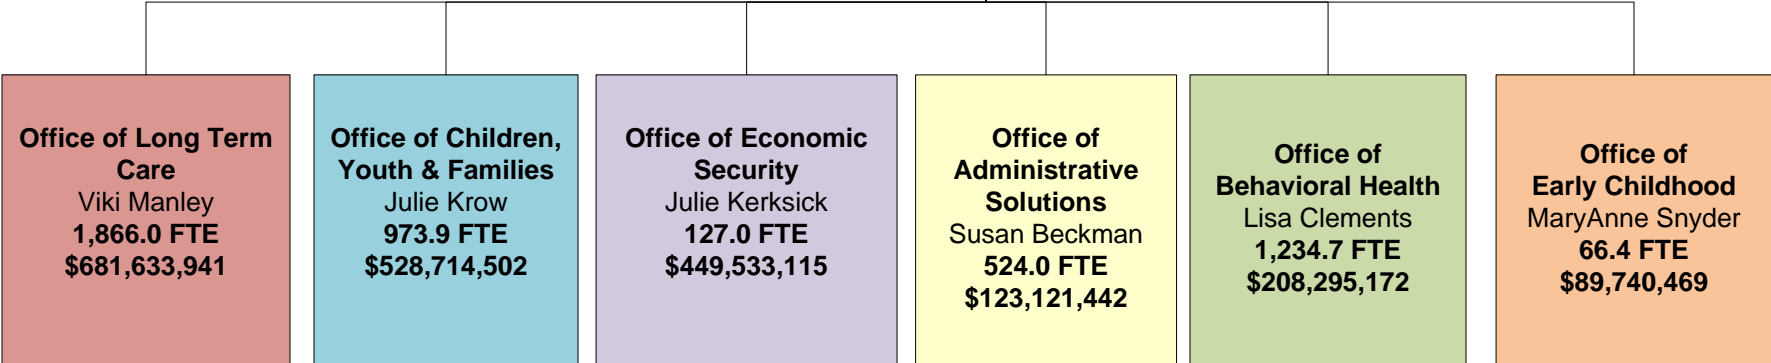 Office of Long Term
Care
Viki Manley
1,866.0 FTE
$681,633,941
Office of Children,
Youth & Families
Julie Krow
973.9 FTE
$528,714,502
Office of Economic
Security
Julie Kerksick
127.0 FTE
$449,533,115
Office of
Administrative
Solutions
Susan Beckman
524.0 FTE
$123,121,442
Office of
Behavioral Health
Lisa Clements
1,234.7 FTE
$208,295,172
Office of
Early Childhood
MaryAnne Snyder
66.4 FTE
$89,740,469